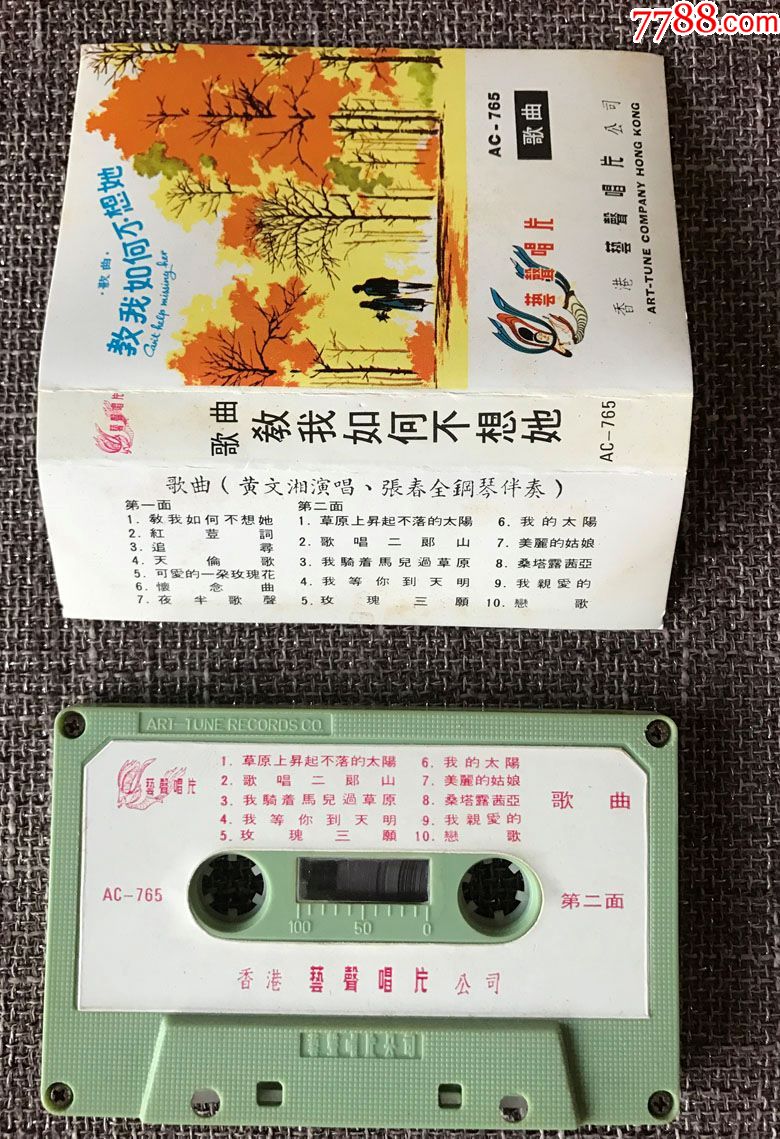 7788.com
·歌曲·
教我如何不想她
Can't help missing her
AC-765
歌曲
藝聲唱片
香港 藝聲唱片 公司
ART-TUNE COMPANY HONG KONG
藝聲唱片
歌曲 教我如何不想她 AC-765
歌曲(黄文湘演唱、張春全鋼琴伴奏)
第一面
1. 教我如何不想她
2. 紅荳詞
3. 追尋
4. 天倫歌
5. 可愛的一朶玫瑰花
6. 懷念曲
7. 夜半歌聲
第二面
1. 草原上昇起不落的太陽
2. 歌唱二郎山
3. 我騎着馬兒過草原
4. 我等你到天明
5. 玫瑰三願
6. 我的太陽
7. 美麗的姑娘
8. 桑塔露茜亞
9. 我親愛的
10. 戀歌
ART-TUNE RECORDS CO.
藝聲唱片
1. 草原上昇起不落的太陽
2. 歌唱二郎山
3. 我騎着馬兒過草原
4. 我等你到天明
5. 玫瑰三願
6. 我的太陽
7. 美麗的姑娘
8. 桑塔露茜亞
9. 我親愛的
10. 戀歌
歌曲
AC-765
第二面
100 50 0
香港 藝聲唱片 公司